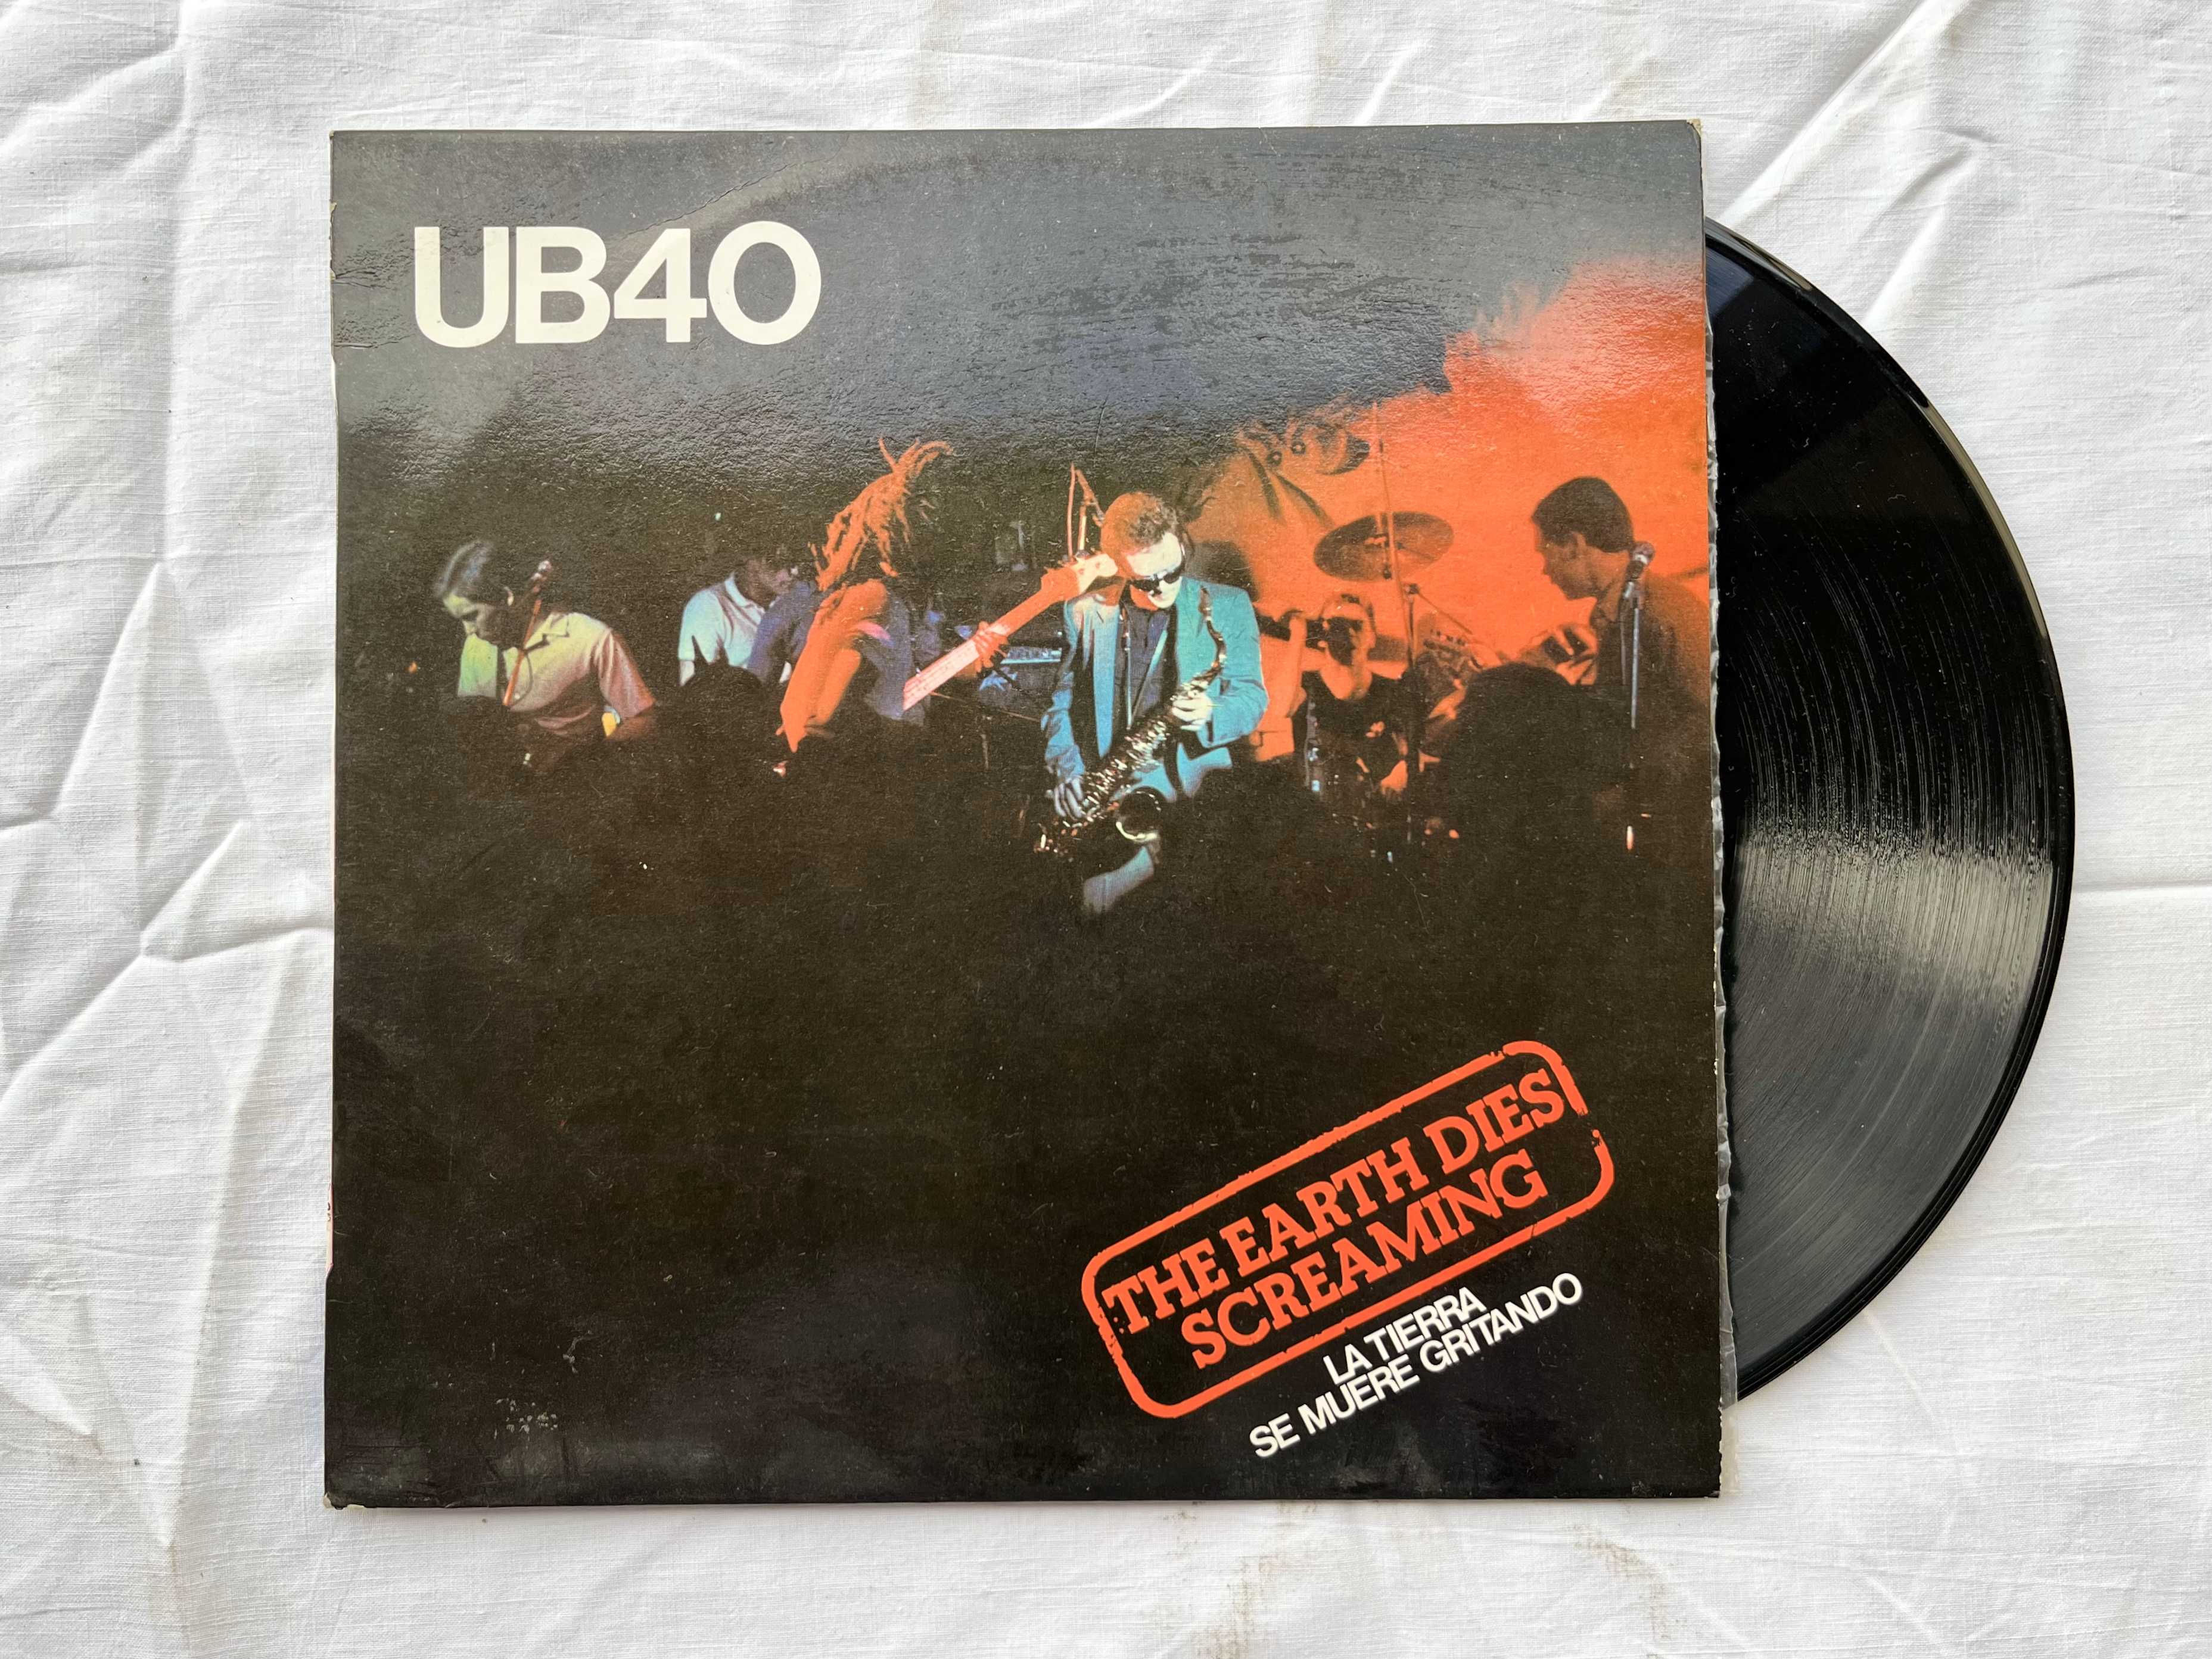 UB40
THE EARTH DIES
SCREAMING
LA TIERRA
SE MUERE GRITANDO